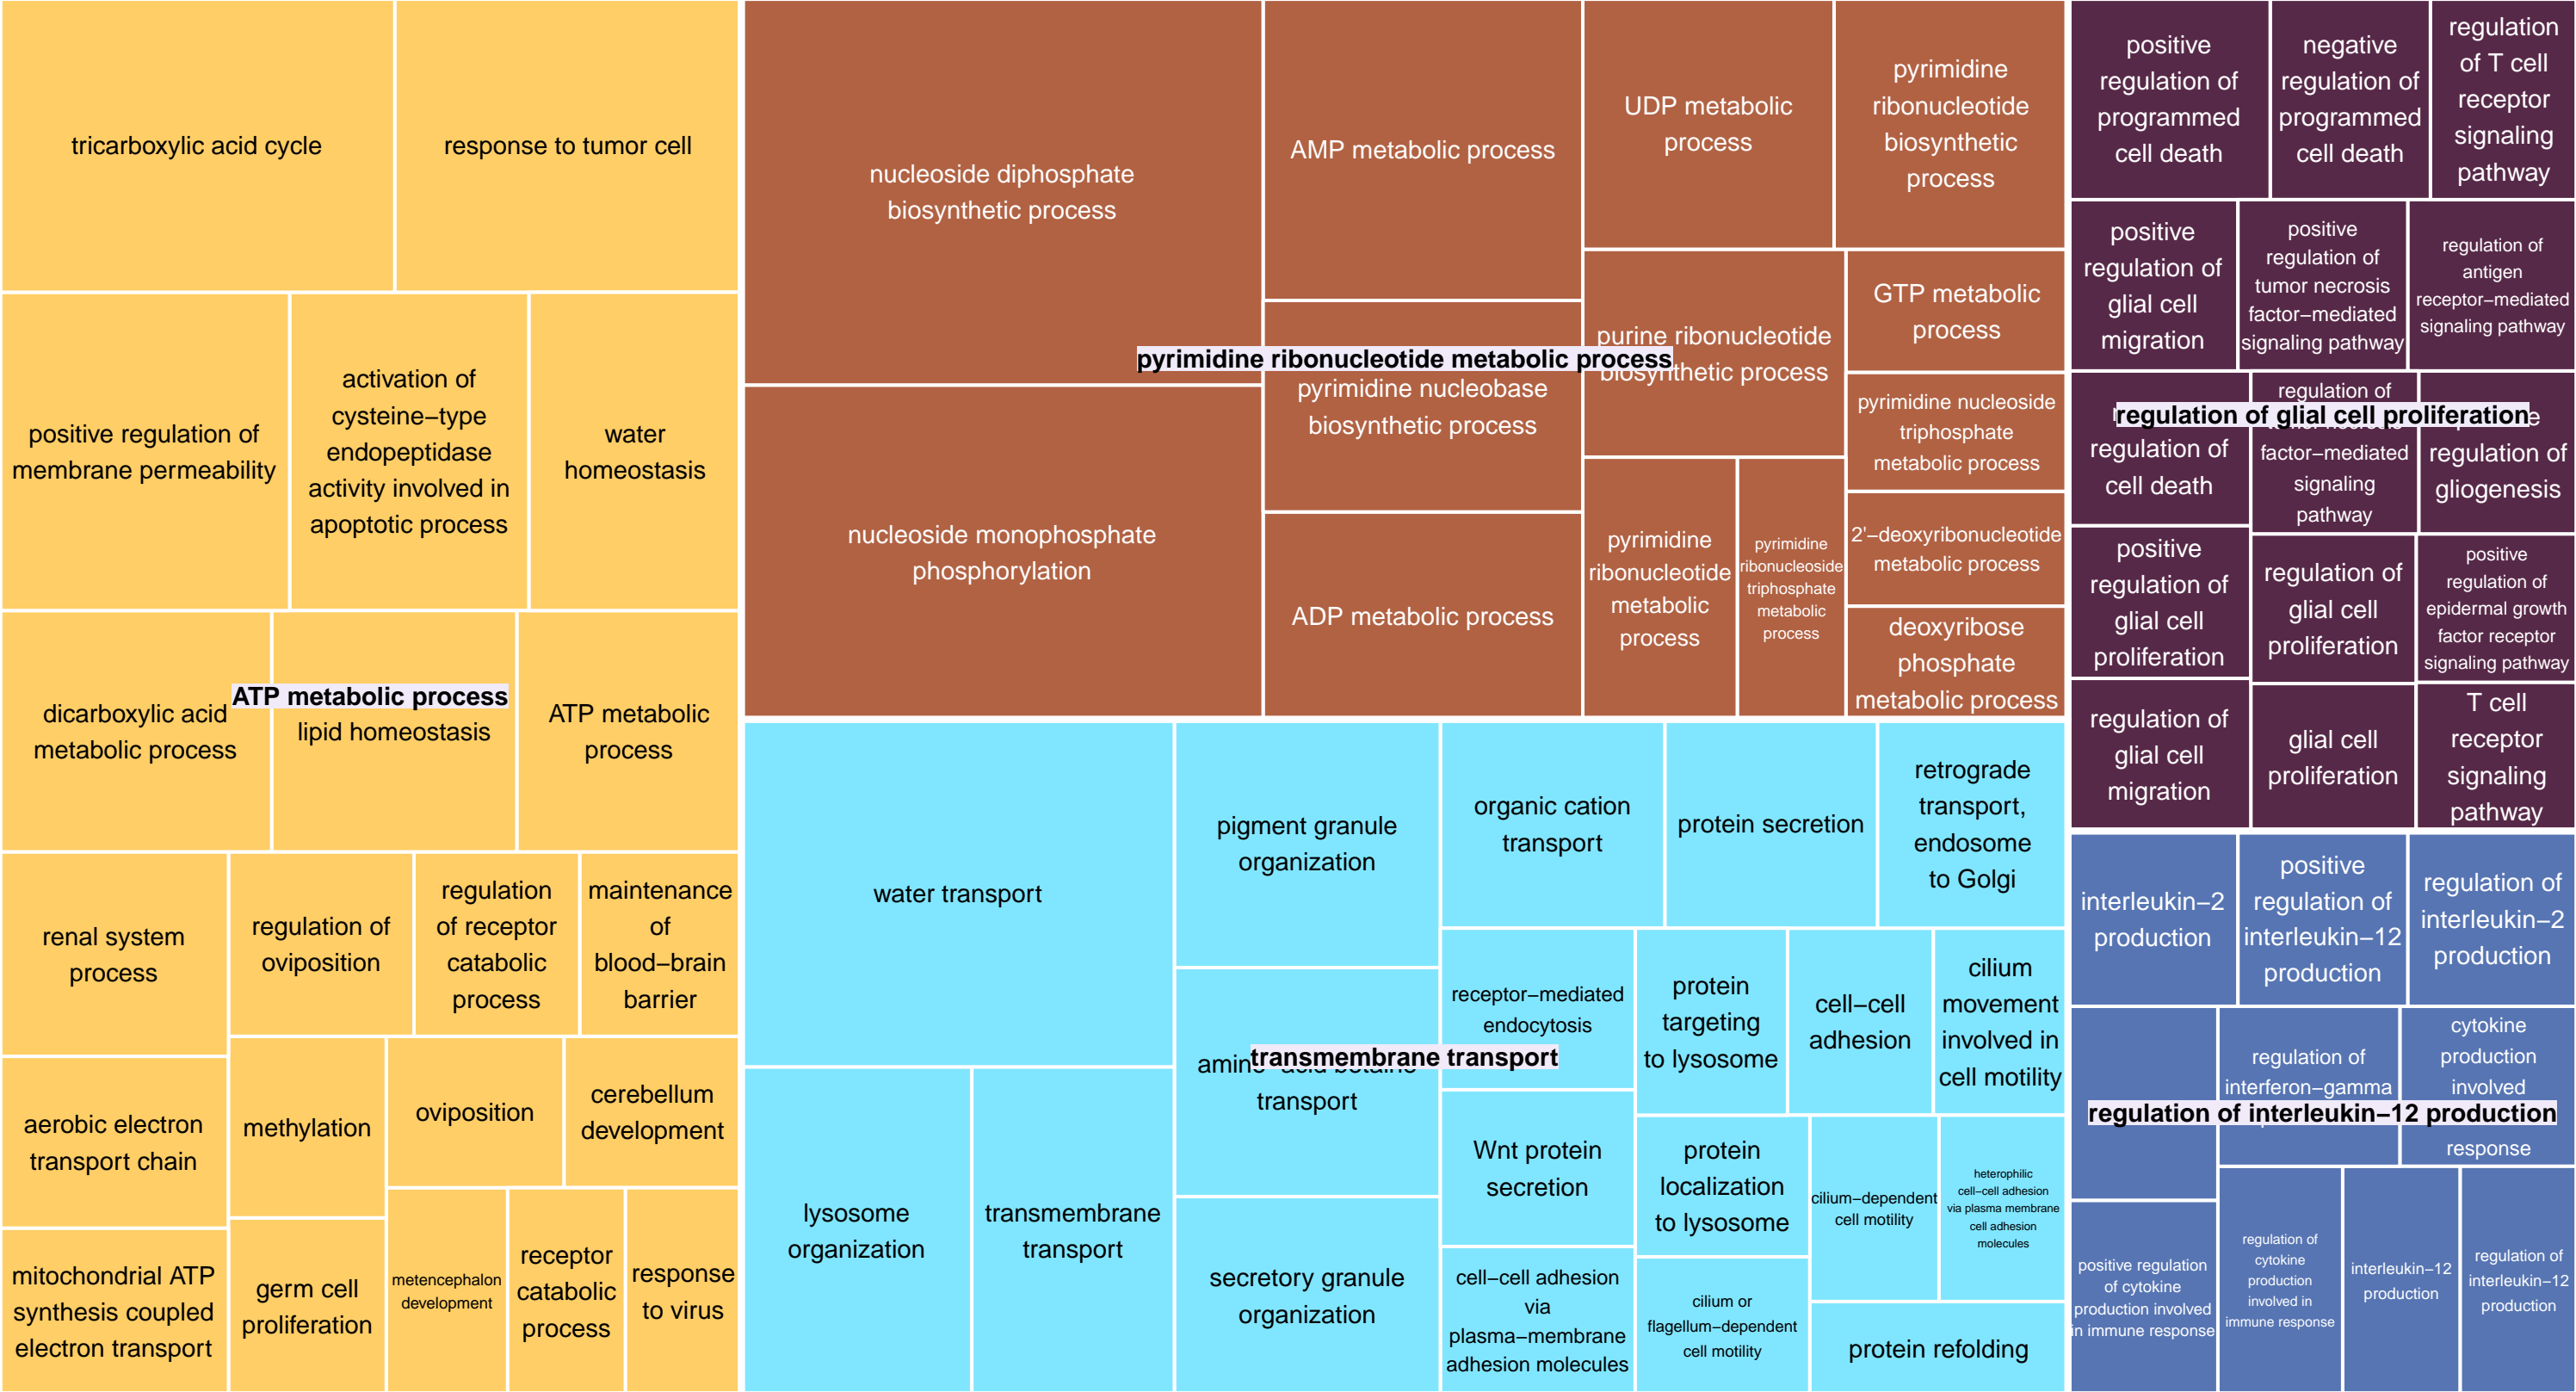 tricarboxylic acid cycle
response to tumor cell
positive regulation of
membrane permeability
activation of
cysteine−type
endopeptidase
activity involved in
apoptotic process
water
homeostasis
dicarboxylic acid
metabolic process
ATP metabolic process
lipid homeostasis
ATP metabolic
process
renal system
process
regulation of
oviposition
regulation
of receptor
catabolic
process
maintenance
of
blood−brain
barrier
aerobic electron
transport chain
methylation
oviposition
cerebellum
development
mitochondrial ATP
synthesis coupled
electron transport
germ cell
proliferation
metencephalon
development
receptor
catabolic
process
response
to virus
nucleoside diphosphate
biosynthetic process
AMP metabolic process
UDP metabolic
process
pyrimidine
ribonucleotide
biosynthetic
process
pyrimidine ribonucleotide metabolic process
purine ribonucleotide
biosynthetic process
GTP metabolic
process
pyrimidine nucleobase
biosynthetic process
pyrimidine nucleoside
triphosphate
metabolic process
nucleoside monophosphate
phosphorylation
ADP metabolic process
pyrimidine
ribonucleotide
metabolic
process
pyrimidine
ribonucleoside
triphosphate
metabolic
process
2'−deoxyribonucleotide
metabolic process
deoxyribose
phosphate
metabolic process
water transport
pigment granule
organization
organic cation
transport
protein secretion
retrograde
transport,
endosome
to Golgi
transmembrane transport
transport
receptor−mediated
endocytosis
protein
targeting
to lysosome
cell−cell
adhesion
cilium
movement
involved in
cell motility
lysosome
organization
transmembrane
transport
secretory granule
organization
Wnt protein
secretion
protein
localization
to lysosome
cilium−dependent
cell motility
heterophilic
cell−cell adhesion
via plasma membrane
cell adhesion
molecules
cell−cell adhesion
via
plasma−membrane
adhesion molecules
cilium or
flagellum−dependent
cell motility
protein refolding
positive
regulation of
programmed
cell death
negative
regulation of
programmed
cell death
regulation
of T cell
receptor
signaling
pathway
positive
regulation of
glial cell
migration
positive
regulation of
tumor necrosis
factor−mediated
signaling pathway
regulation of
antigen
receptor−mediated
signaling pathway
regulation of glial cell proliferation
regulation of
cell death
regulation of
factor−mediated
signaling
pathway
regulation of
gliogenesis
positive
regulation of
glial cell
proliferation
regulation of
glial cell
proliferation
positive
regulation of
epidermal growth
factor receptor
signaling pathway
regulation of
glial cell
migration
glial cell
proliferation
T cell
receptor
signaling
pathway
interleukin−2
production
positive
regulation of
interleukin−12
production
regulation of
interleukin−2
production
regulation of interleukin−12 production
regulation of
interferon−gamma
cytokine
production
involved
response
positive regulation
of cytokine
production involved
in immune response
regulation of
cytokine
production
involved in
immune response
interleukin−12
production
regulation of
interleukin−12
production